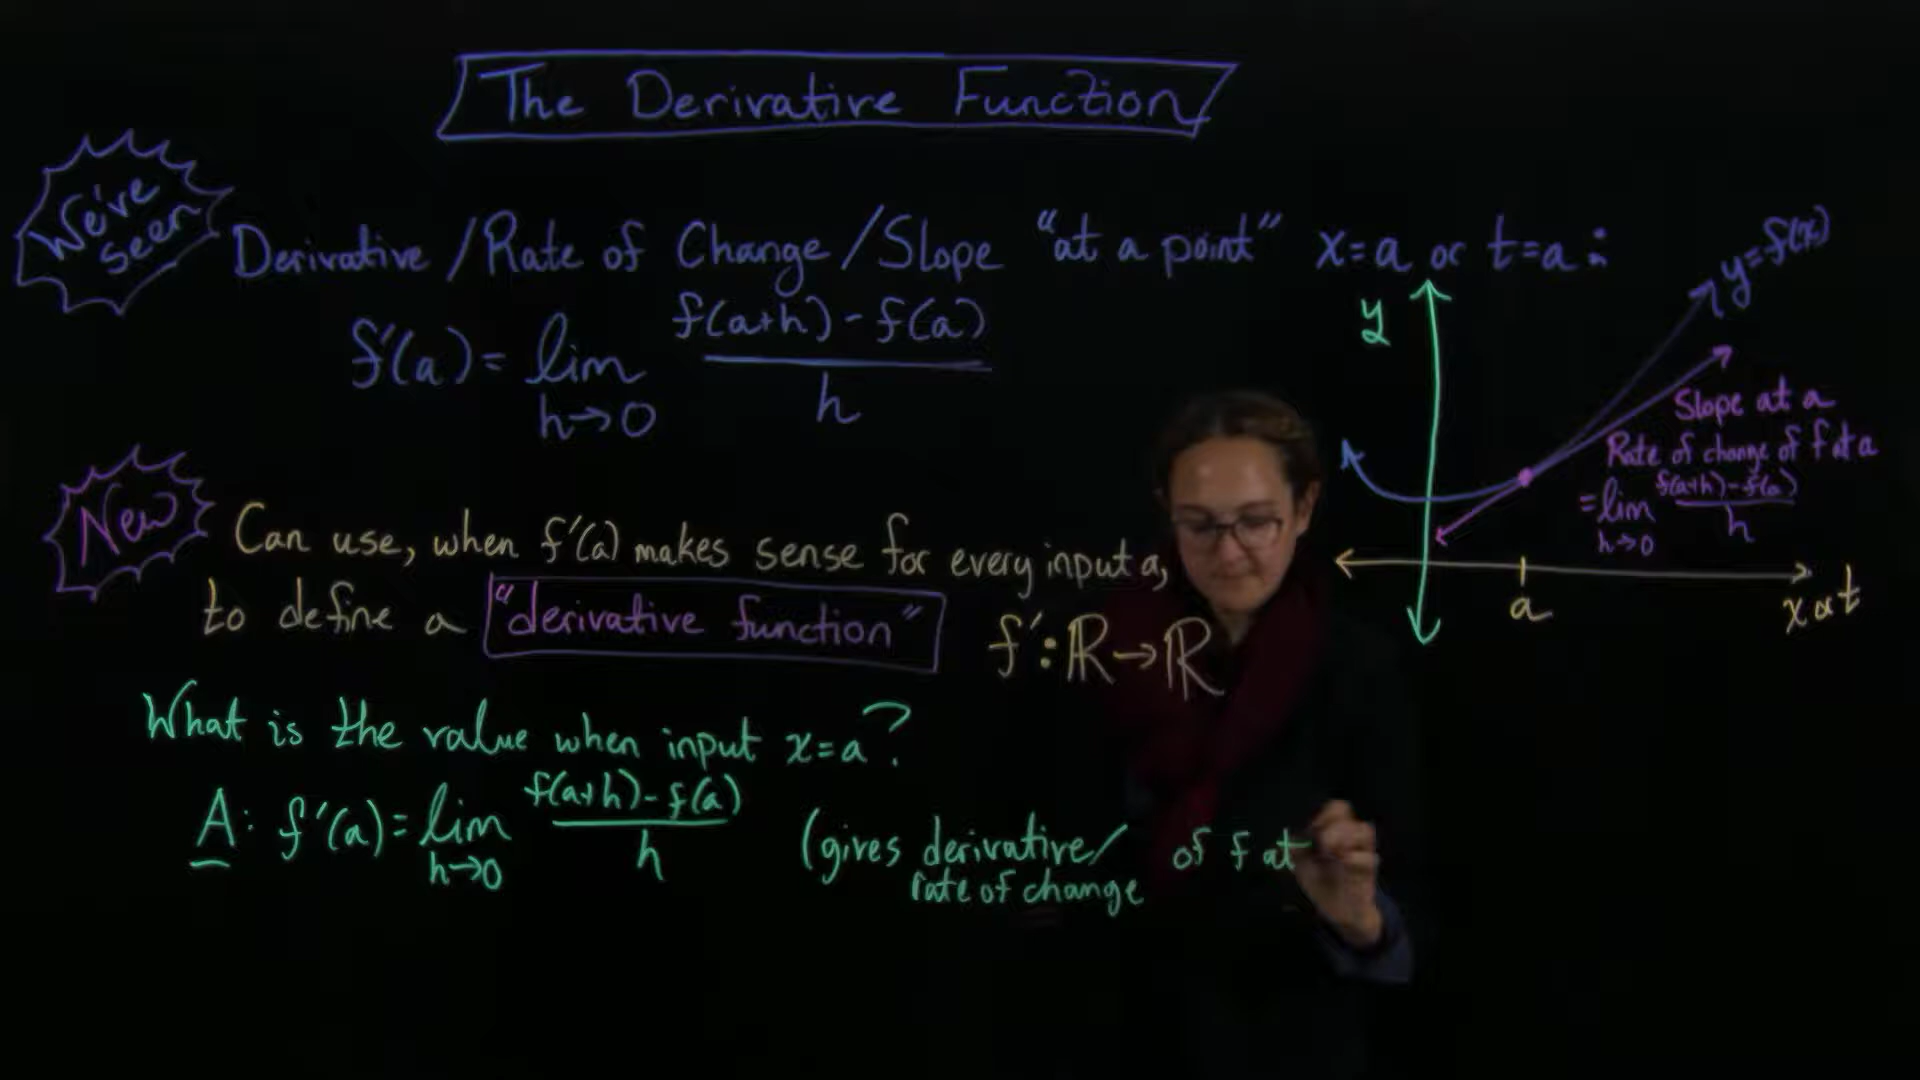 The Derivative Function
We've
seen
Derivative / Rate of Change / Slope "at a point" x=a or t=a :
f'(a) = lim h→0 f(a+h) - f(a) / h
y
y=f(x)
Slope at a
Rate of change of f at a
= lim h→0 f(a+h) - f(a) / h
a
x or t
New
Can use, when f'(a) makes sense for every input a,
to define a "derivative function" f' : ℝ → ℝ
What is the value when input x=a?
A: f'(a) = lim h→0 f(a+h) - f(a) / h (gives derivative/ of f at
rate of change